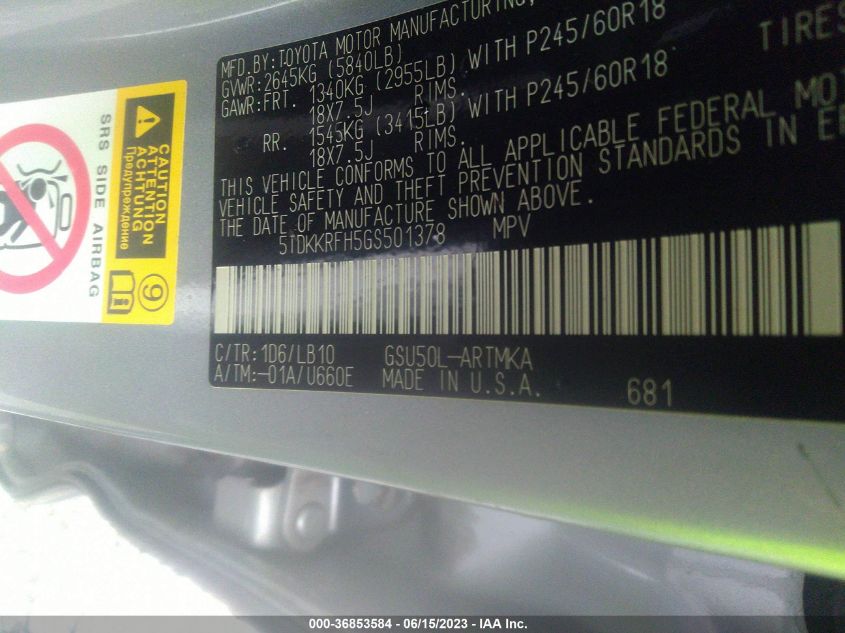 MFD.BY:TOYOTA MOTOR MANUFACTURING,
GVWR:2645KG (5840LB)
GAWR:FRT. 1340KG (2955LB) WITH P245/60R18 TIRES
18X7.5J RIMS.
RR. 1545KG (3415LB) WITH P245/60R18
18X7.5J RIMS.
THIS VEHICLE CONFORMS TO ALL APPLICABLE FEDERAL
VEHICLE SAFETY AND THEFT PREVENTION STANDARDS IN
THE DATE OF MANUFACTURE SHOWN ABOVE.
5TDKKRFH5GS501378 MPV
C/TR:1D6/LB10 GSU50L-ARTMKA
A/TM:-01A/U660E MADE IN U.S.A.
681
CAUTION
ATTENTION
ACHTUNG
Предупреждение
SRS SIDE AIRBAG
9
000-36853584 - 06/15/2023 - IAA Inc.